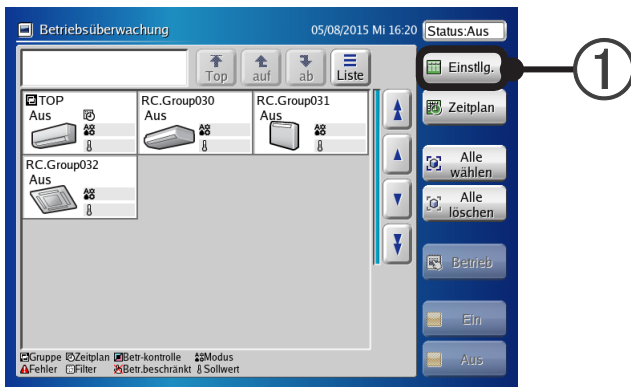 Betriebsüberwachung 05/08/2015 Mi 16:20 Status:Aus
Top auf ab Liste
Einstllg.
1
Zeitplan
TOP
Aus
RC.Group030
Aus
RC.Group031
Aus
RC.Group032
Aus
Alle wählen
Alle löschen
Betrieb
Ein
Aus
Gruppe Zeitplan Betr-kontrolle Modus
Fehler Filter Betr.beschränkt Sollwert